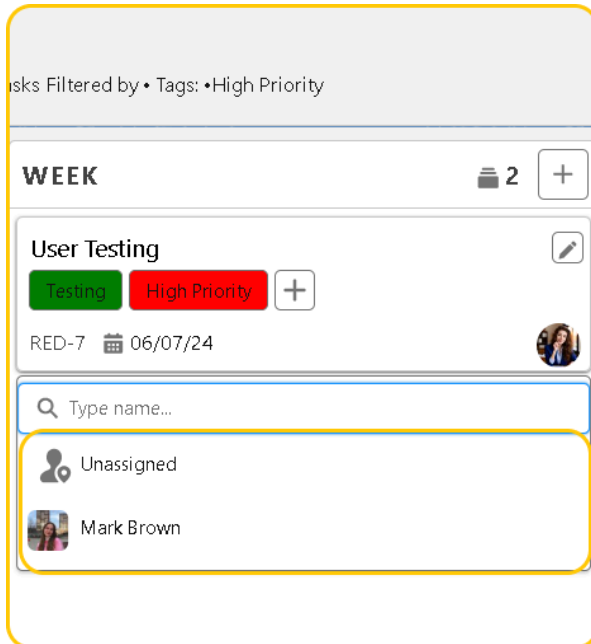 asks Filtered by • Tags: •High Priority
WEEK
2
User Testing
Testing
High Priority
RED-7
06/07/24
Type name...
Unassigned
Mark Brown